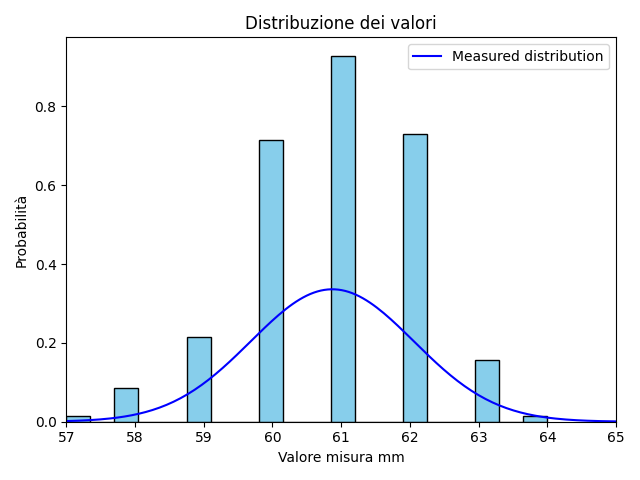 Distribuzione dei valori
Measured distribution
Probabilità
0.8
0.6
0.4
0.2
0.0
57 58 59 60 61 62 63 64 65
Valore misura mm